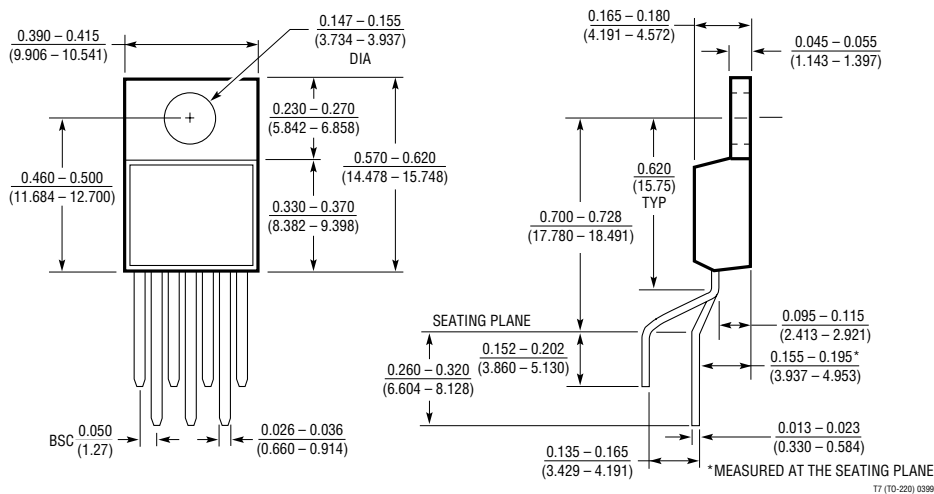 0.390 – 0.415
(9.906 – 10.541)
0.147 – 0.155
(3.734 – 3.937)
DIA
0.230 – 0.270
(5.842 – 6.858)
0.570 – 0.620
(14.478 – 15.748)
0.460 – 0.500
(11.684 – 12.700)
0.330 – 0.370
(8.382 – 9.398)
BSC 0.050
(1.27)
0.026 – 0.036
(0.660 – 0.914)
0.165 – 0.180
(4.191 – 4.572)
0.045 – 0.055
(1.143 – 1.397)
0.620
(15.75)
TYP
0.700 – 0.728
(17.780 – 18.491)
SEATING PLANE
0.152 – 0.202
(3.860 – 5.130)
0.260 – 0.320
(6.604 – 8.128)
0.095 – 0.115
(2.413 – 2.921)
0.155 – 0.195*
(3.937 – 4.953)
0.013 – 0.023
(0.330 – 0.584)
0.135 – 0.165
(3.429 – 4.191)
*MEASURED AT THE SEATING PLANE
T7 (TO-220) 0399